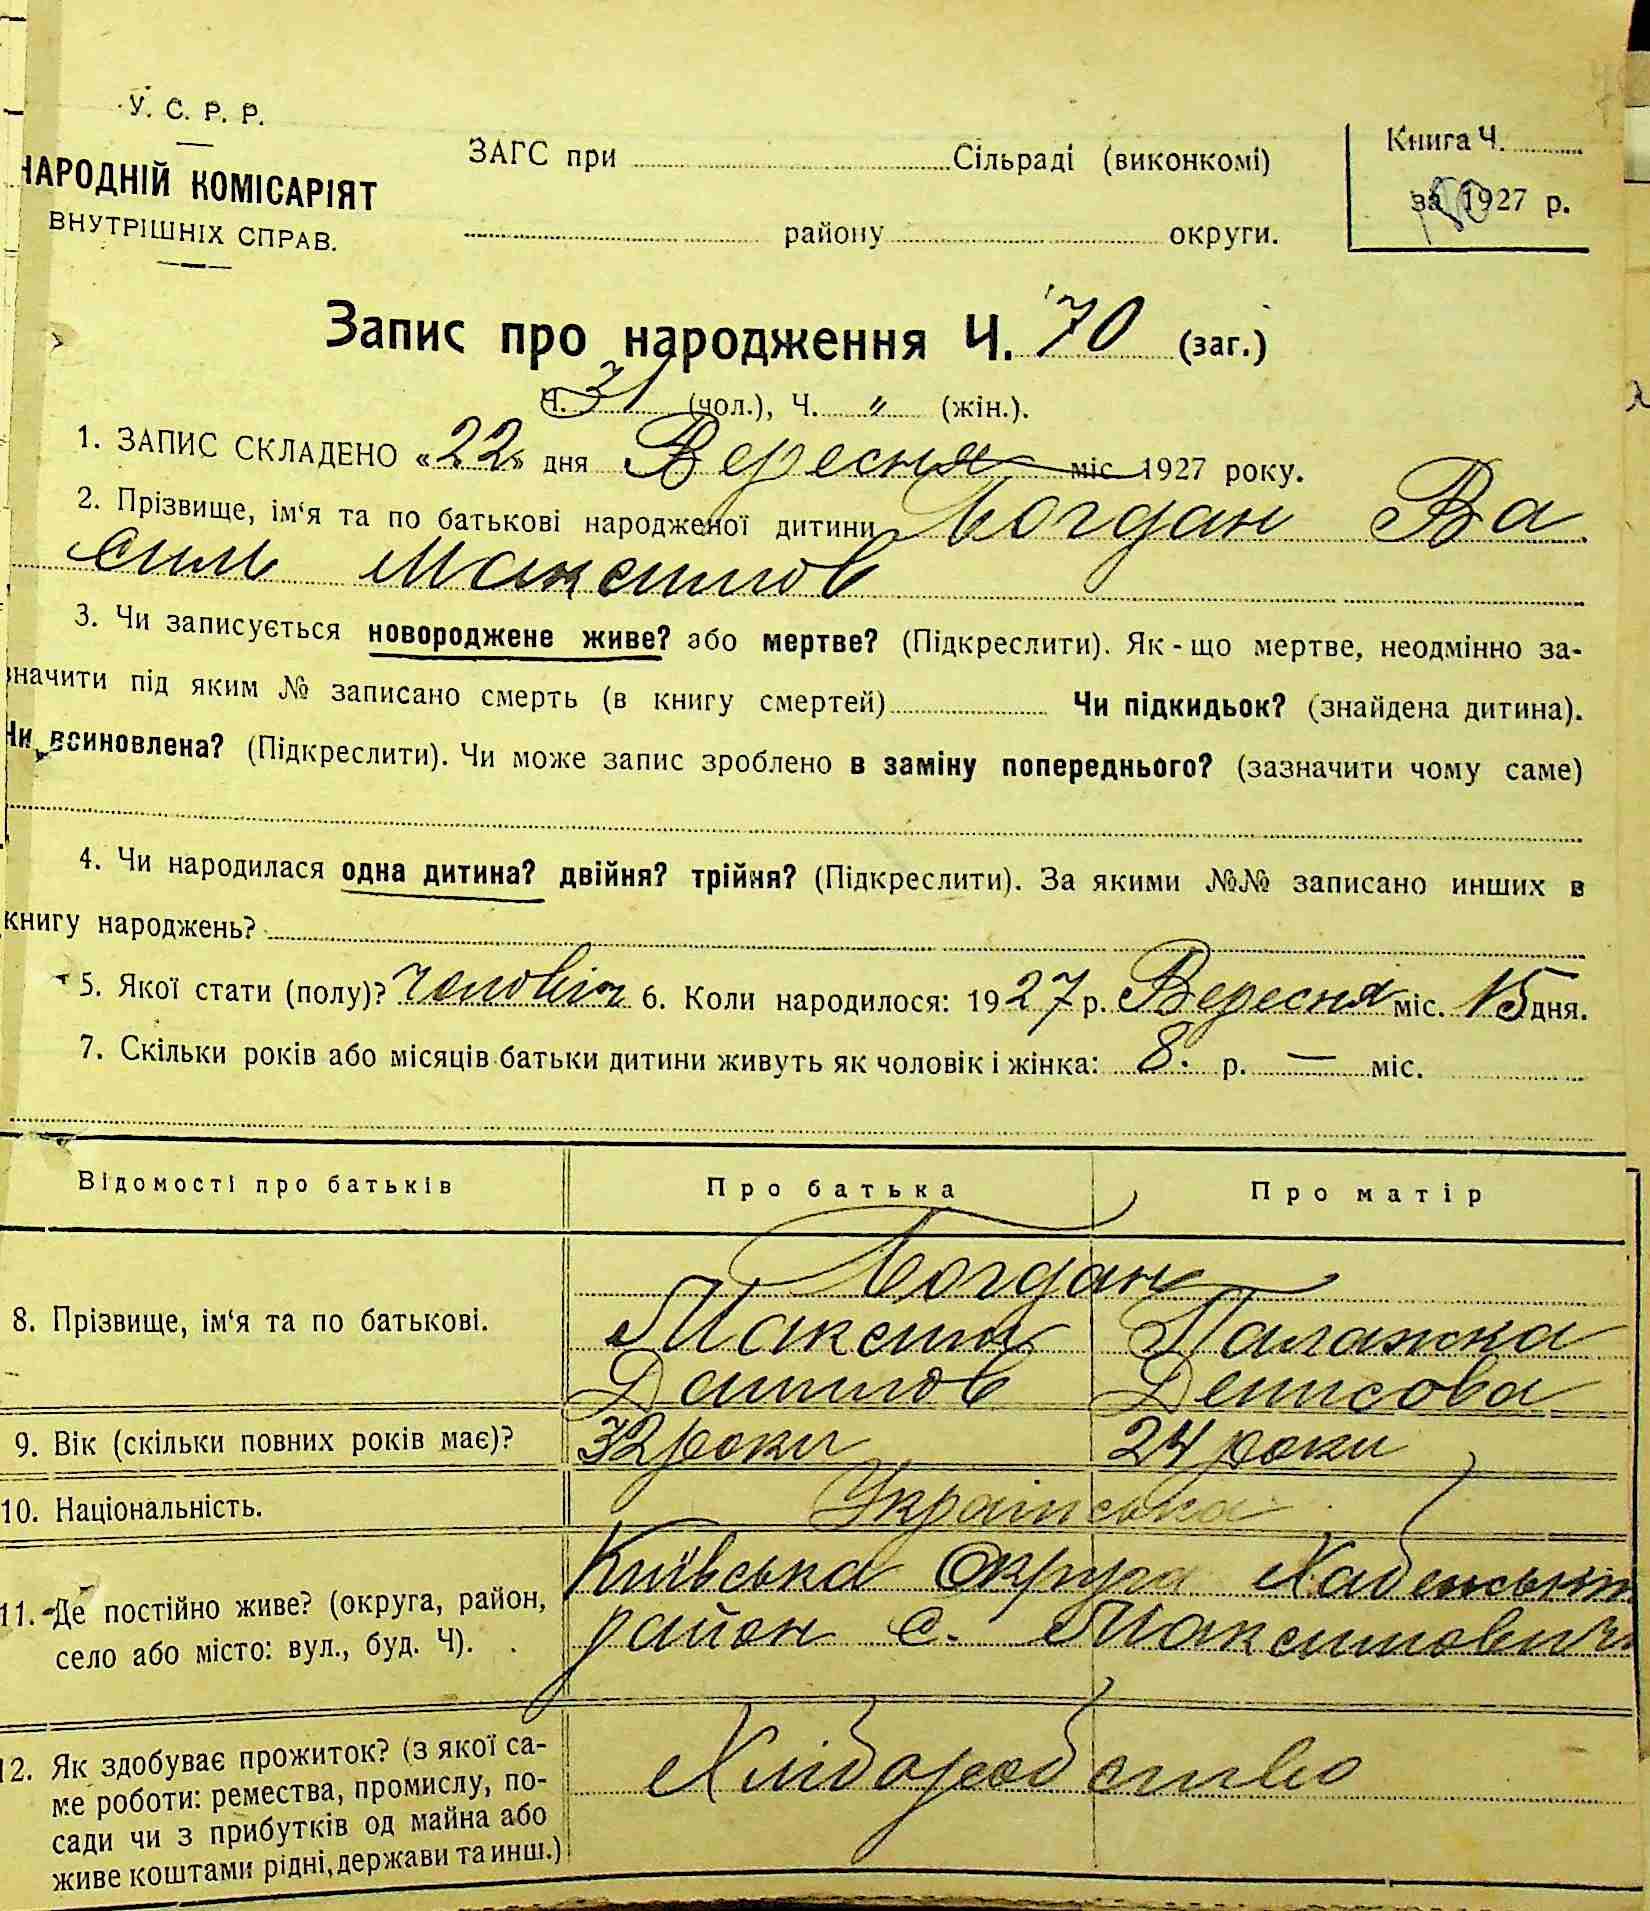 У. С. Р. Р.
НАРОДНІЙ КОМІСАРІЯТ
ВНУТРІШНІХ СПРАВ.
ЗАГС при Сільраді (виконкомі)
району округи.
Книга Ч.
за 1927 р.
Запис про народження Ч. 70 (заг.)
Ч. 31 (чол.), Ч. " (жін.).
1. ЗАПИС СКЛАДЕНО «22» дня Вересня міс 1927 року.
2. Прізвище, ім'я та по батькові народженої дитини Богдан Ва
силь Максимов
3. Чи записується новороджене живе? або мертве? (Підкреслити). Як-що мертве, неодмінно за-
значити під яким № записано смерть (в книгу смертей) Чи підкидьок? (знайдена дитина).
Чи всиновлена? (Підкреслити). Чи може запис зроблено в заміну попереднього? (зазначити чому саме)
4. Чи народилася одна дитина? двійня? трійня? (Підкреслити). За якими №№ записано инших в
книгу народжень?
5. Якої стати (полу)? чоловіч 6. Коли народилося: 1927 р. Вересня міс. 15 дня.
7. Скільки років або місяців батьки дитини живуть як чоловік і жінка: 8. р. — міс.
Відомості про батьків Про батька Про матір
8. Прізвище, ім'я та по батькові.
Богдан
Максим Палажка
Данилов Денисова
9. Вік (скільки повних років має)? 32 роки 24 роки
10. Національність. Українська
11. Де постійно живе? (округа, район,
село або місто: вул., буд. Ч).
Київська Округа Хабенський
район с. Максимовичі
12. Як здобуває прожиток? (з якої са-
ме роботи: ремества, промислу, по-
сади чи з прибутків од майна або
живе коштами рідні, держави та инш.)
Хліборобство